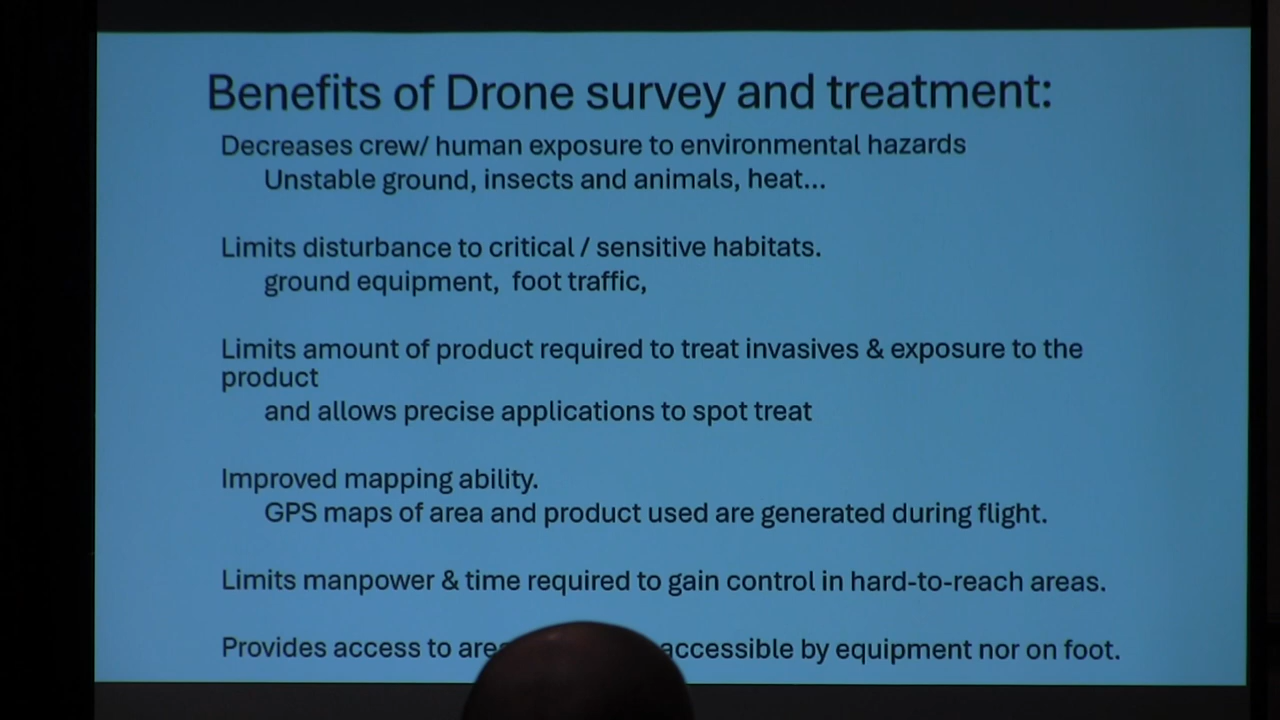 Benefits of Drone survey and treatment:
Decreases crew/ human exposure to environmental hazards
Unstable ground, insects and animals, heat...
Limits disturbance to critical / sensitive habitats.
ground equipment, foot traffic,
Limits amount of product required to treat invasives & exposure to the
product
and allows precise applications to spot treat
Improved mapping ability.
GPS maps of area and product used are generated during flight.
Limits manpower & time required to gain control in hard-to-reach areas.
Provides access to accessible by equipment nor on foot.